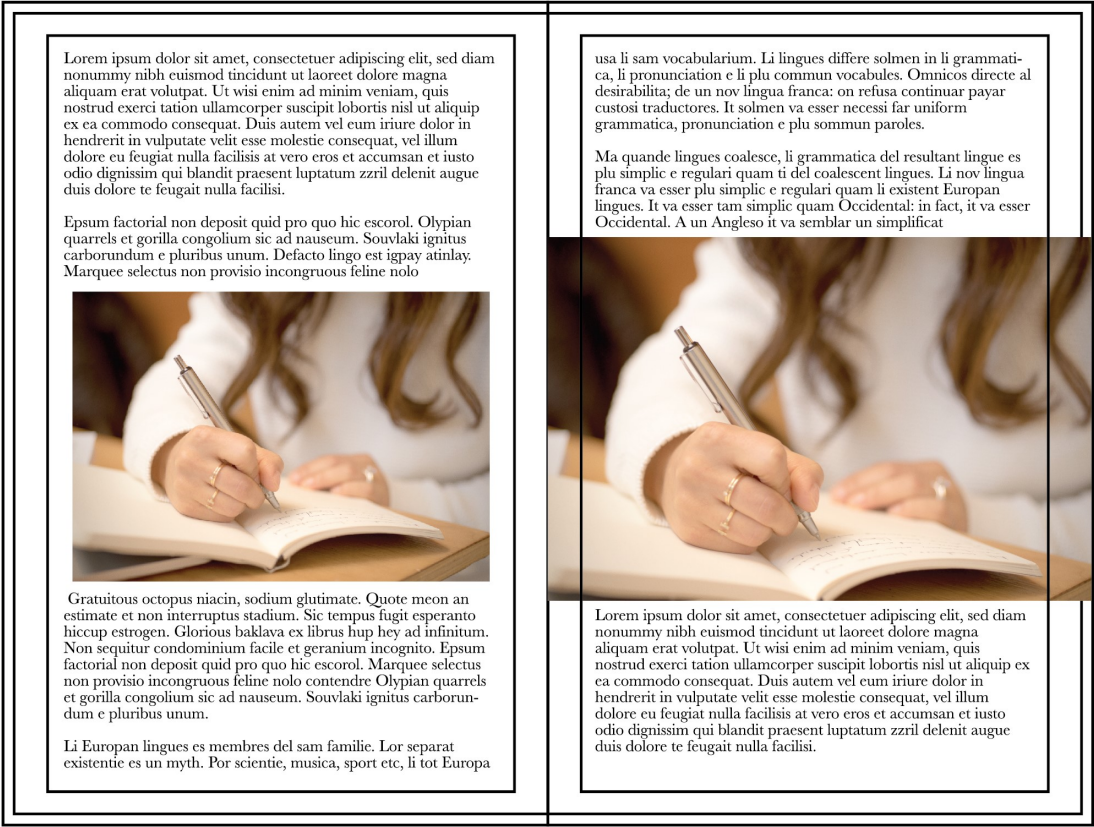 Lorem ipsum dolor sit amet, consectetuer adipiscing elit, sed diam
nonummy nibh euismod tincidunt ut laoreet dolore magna
aliquam erat volutpat. Ut wisi enim ad minim veniam, quis
nostrud exerci tation ullamcorper suscipit lobortis nisl ut aliquip
ex ea commodo consequat. Duis autem vel eum iriure dolor in
hendrerit in vulputate velit esse molestie consequat, vel illum
dolore eu feugiat nulla facilisis at vero eros et accumsan et iusto
odio dignissim qui blandit praesent luptatum zzril delenit augue
duis dolore te feugait nulla facilisi.
Epsum factorial non deposit quid pro quo hic escorol. Olypian
quarrels et gorilla congolium sic ad nauseum. Souvlaki ignitus
carborundum e pluribus unum. Defacto lingo est igpay atinlay.
Marquee selectus non provisio incongruous feline nolo
Gratuitous octopus niacin, sodium glutimate. Quote meon an
estimate et non interruptus stadium. Sic tempus fugit esperanto
hiccup estrogen. Glorious baklava ex librus hup hey ad infinitum.
Non sequitur condominium facile et geranium incognito. Epsum
factorial non deposit quid pro quo hic escorol. Marquee selectus
non provisio incongruous feline nolo contendre Olypian quarrels
et gorilla congolium sic ad nauseum. Souvlaki ignitus carborun-
dum e pluribus unum.
Li Europan lingues es membres del sam familie. Lor separat
existentie es un myth. Por scientie, musica, sport etc, li tot Europa
usa li sam vocabularium. Li lingues differe solmen in li grammati-
ca, li pronunciation e li plu commun vocabules. Omnicos directe al
desirabilita; de un nov lingua franca: on refusa continuar payar
custosi traductores. It solmen va esser necessi far uniform
grammatica, pronunciation e plu sommun paroles.
Ma quande lingues coalesce, li grammatica del resultant lingue es
plu simplic e regulari quam ti del coalescent lingues. Li nov lingua
franca va esser plu simplic e regulari quam li existent Europan
lingues. It va esser tam simplic quam Occidental: in fact, it va esser
Occidental. A un Angleso it va semblar un simplificat
Lorem ipsum dolor sit amet, consectetuer adipiscing elit, sed diam
nonummy nibh euismod tincidunt ut laoreet dolore magna
aliquam erat volutpat. Ut wisi enim ad minim veniam, quis
nostrud exerci tation ullamcorper suscipit lobortis nisl ut aliquip ex
ea commodo consequat. Duis autem vel eum iriure dolor in
hendrerit in vulputate velit esse molestie consequat, vel illum
dolore eu feugiat nulla facilisis at vero eros et accumsan et iusto
odio dignissim qui blandit praesent luptatum zzril delenit augue
duis dolore te feugait nulla facilisi.